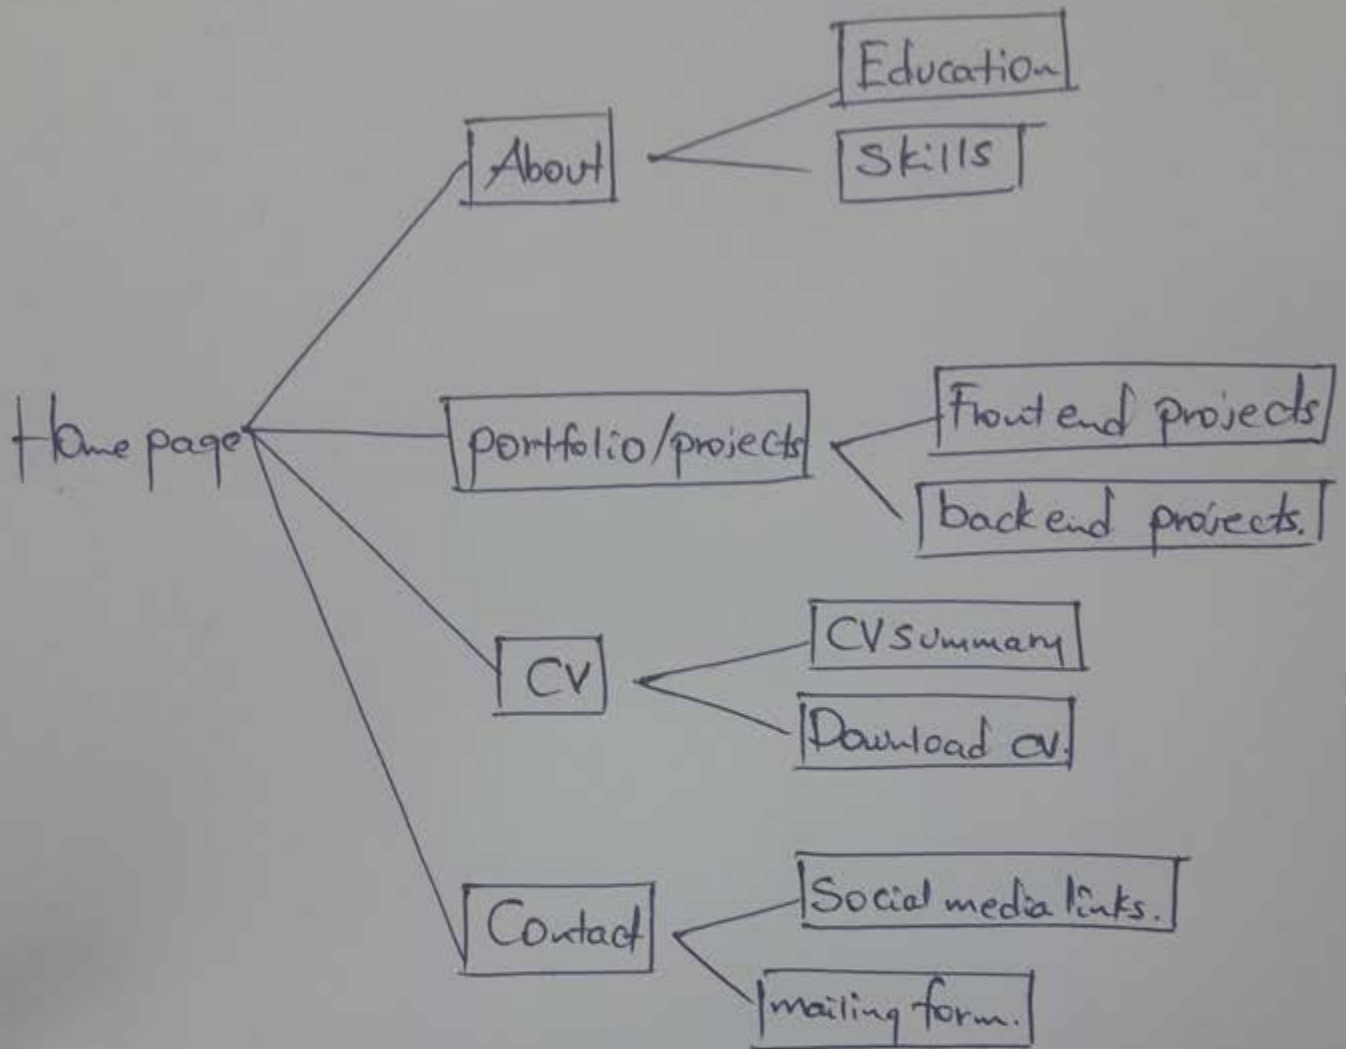 Home page
About
Education
Skills
portfolio/projects
Front end projects
back end projects.
CV
CV summary
Download cv.
Contact
Social media links.
mailing form.